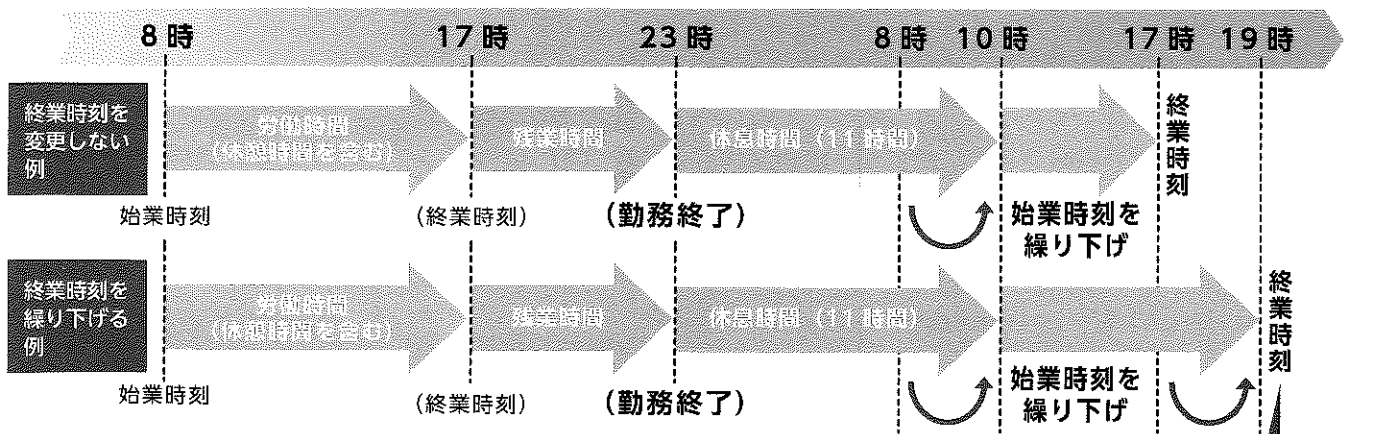 8時 17時 23時 8時 10時 17時 19時
終業時刻を
変更しない
例
労働時間
(休憩時間を含む)
残業時間
休息時間(11時間)
終業時刻
始業時刻
(終業時刻)
(勤務終了)
始業時刻を
繰り下げ
終業時刻を
繰り下げる
例
労働時間
(休憩時間を含む)
残業時間
休息時間(11時間)
終業時刻
始業時刻
(終業時刻)
(勤務終了)
始業時刻を
繰り下げ